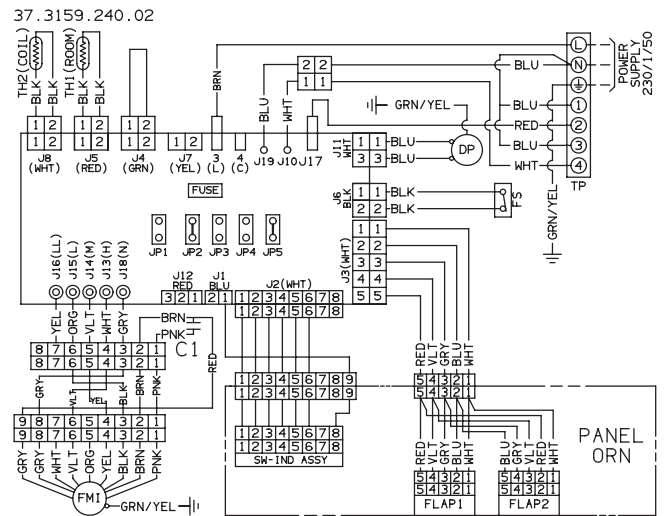 37.3159.240.02
TH2(COIL)
BLK
BLK
TH1(ROOM)
BLK
BLK
BRN
BLU
WHT
2 2
1 1
GRN/YEL
BLU
BLU
RED
BLU
WHT
L
N
1
2
3
4
TP
POWER SUPPLY
230/1/50
GRN/YEL
1 2
1 2
J8
(WHT)
1 2
1 2
J5
(RED)
1 2
1 2
J4
(GRN)
1 2
J7
(YEL)
3
(L)
4
(C)
J19
J10
J17
J11
WHT
1 1
3 3
BLU
BLU
DP
FUSE
J6
BLK
1 1
2 2
BLK
BLK
FS
JP1
JP2
JP3
JP4
JP5
J3(WHT)
1 1
2 2
3 3
4 4
5 5
J16(LL)
J15(L)
J14(M)
J13(H)
J18(N)
J12
RED
3 2 1
J1
BLU
2 1
J2(WHT)
1 2 3 4 5 6 7 8
1 2 3 4 5 6 7 8
YEL
ORG
VLT
WHT
GRY
BRN
PNK
C1
RED
8 7 6 5 4 3 2 1
8 7 6 5 4 3 2 1
GRY
VLT
YEL
BLK
BRN
PNK
9 8 7 6 5 4 3 2 1
9 8 7 6 5 4 3 2 1
GRY
GRY
WHT
VLT
ORG
YEL
BLK
BRN
PNK
FMI
GRN/YEL
1 2 3 4 5 6 7 8 9
1 2 3 4 5 6 7 8 9
1 2 3 4 5 6 7 8
1 2 3 4 5 6 7 8
SW-IND ASSY
RED
VLT
GRY
BLU
WHT
5 4 3 2 1
5 4 3 2 1
RED
VLT
GRY
BLU
WHT
5 4 3 2 1
5 4 3 2 1
FLAP1
BLU
GRY
VLT
RED
WHT
5 4 3 2 1
5 4 3 2 1
FLAP2
PANEL
ORN